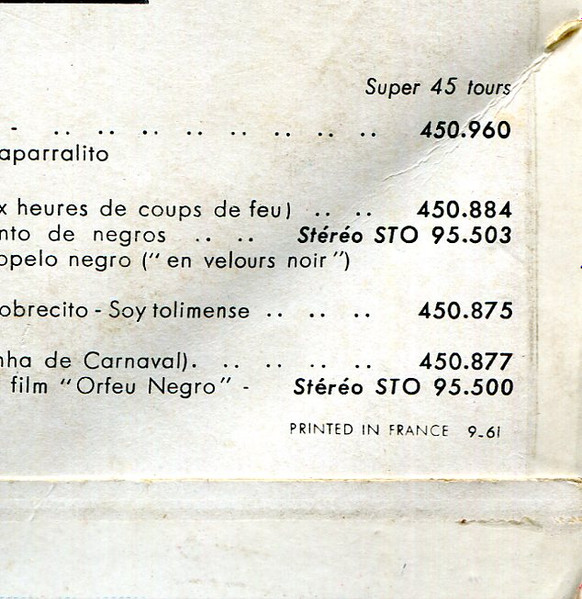 Super 45 tours
- .. .. .. .. .. .. .. .. 450.960
aparralito
x heures de coups de feu) .. .. 450.884
nto de negros .. .. Stéréo STO 95.503
opelo negro (“en velours noir”)
obrecito - Soy tolimense .. .. .. 450.875
nha de Carnaval). .. .. .. .. 450.877
film “Orfeu Negro” - Stéréo STO 95.500
PRINTED IN FRANCE 9-61